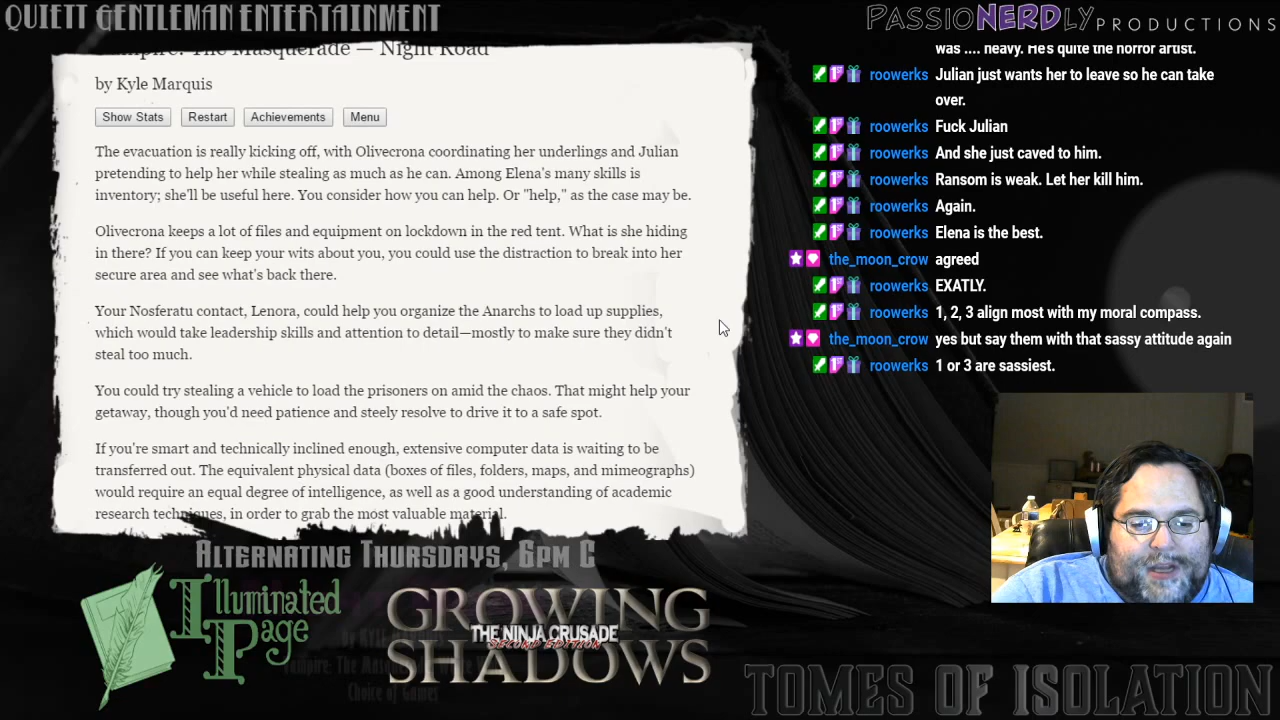 QUIETT GENTLEMAN ENTERTAINMENT
PASSIONERDLY PRODUCTIONS
Vampire: The Masquerade — Night Road
by Kyle Marquis
Show Stats Restart Achievements Menu
The evacuation is really kicking off, with Olivecrona coordinating her underlings and Julian
pretending to help her while stealing as much as he can. Among Elena's many skills is
inventory; she'll be useful here. You consider how you can help. Or "help," as the case may be.
Olivecrona keeps a lot of files and equipment on lockdown in the red tent. What is she hiding
in there? If you can keep your wits about you, you could use the distraction to break into her
secure area and see what's back there.
Your Nosferatu contact, Lenora, could help you organize the Anarchs to load up supplies,
which would take leadership skills and attention to detail—mostly to make sure they didn't
steal too much.
You could try stealing a vehicle to load the prisoners on amid the chaos. That might help your
getaway, though you'd need patience and steely resolve to drive it to a safe spot.
If you're smart and technically inclined enough, extensive computer data is waiting to be
transferred out. The equivalent physical data (boxes of files, folders, maps, and mimeographs)
would require an equal degree of intelligence, as well as a good understanding of academic
research techniques, in order to grab the most valuable material.
was .... heavy. He's quite the horror artist.
roowerks Julian just wants her to leave so he can take
over.
roowerks Fuck Julian
roowerks And she just caved to him.
roowerks Ransom is weak. Let her kill him.
roowerks Again.
roowerks Elena is the best.
the_moon_crow agreed
roowerks EXATLY.
roowerks 1, 2, 3 align most with my moral compass.
the_moon_crow yes but say them with that sassy attitude again
roowerks 1 or 3 are sassiest.
ALTERNATING THURSDAYS, 6PM C
Illuminated
Page
GROWING
THE NINJA CRUSADE
SECOND EDITION
SHADOWS
by Kyle Marquis
Vampire: The Mas
Choice of Games
TOMES OF ISOLATION